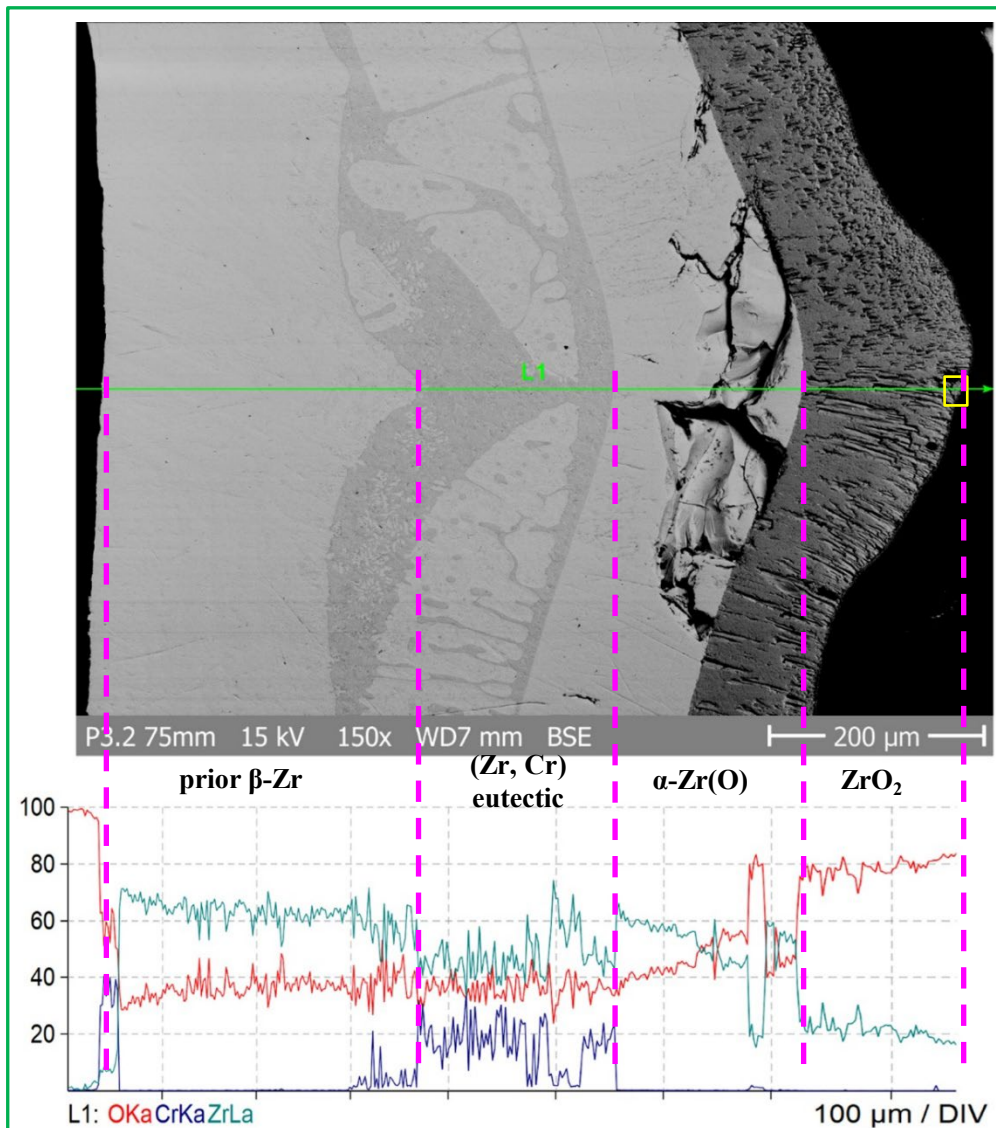 L1
P3.2 75mm 15 kV 150x WD7 mm BSE 200 µm
prior β-Zr (Zr, Cr) eutectic α-Zr(O) ZrO₂
100
80
60
40
20
L1: OKa CrKa ZrLa 100 µm / DIV